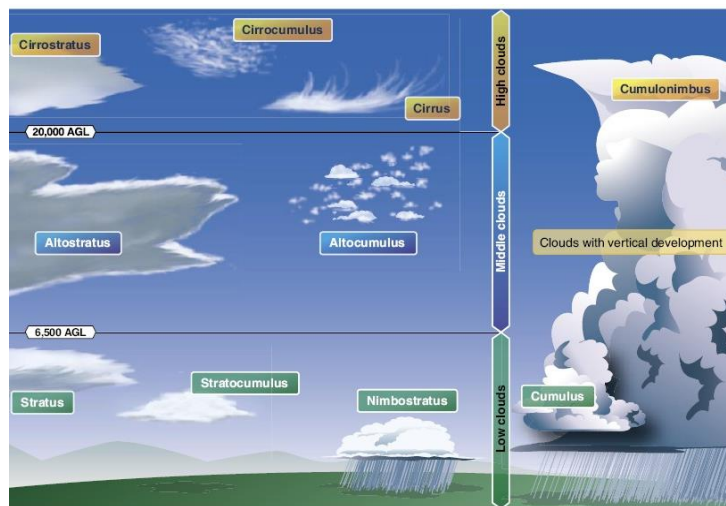 Cirrocumulus
Cirrostratus
Cirrus
High clouds
Cumulonimbus
20,000 AGL
Altostratus
Altocumulus
Middle clouds
Clouds with vertical development
6,500 AGL
Stratus
Stratocumulus
Nimbostratus
Low clouds
Cumulus